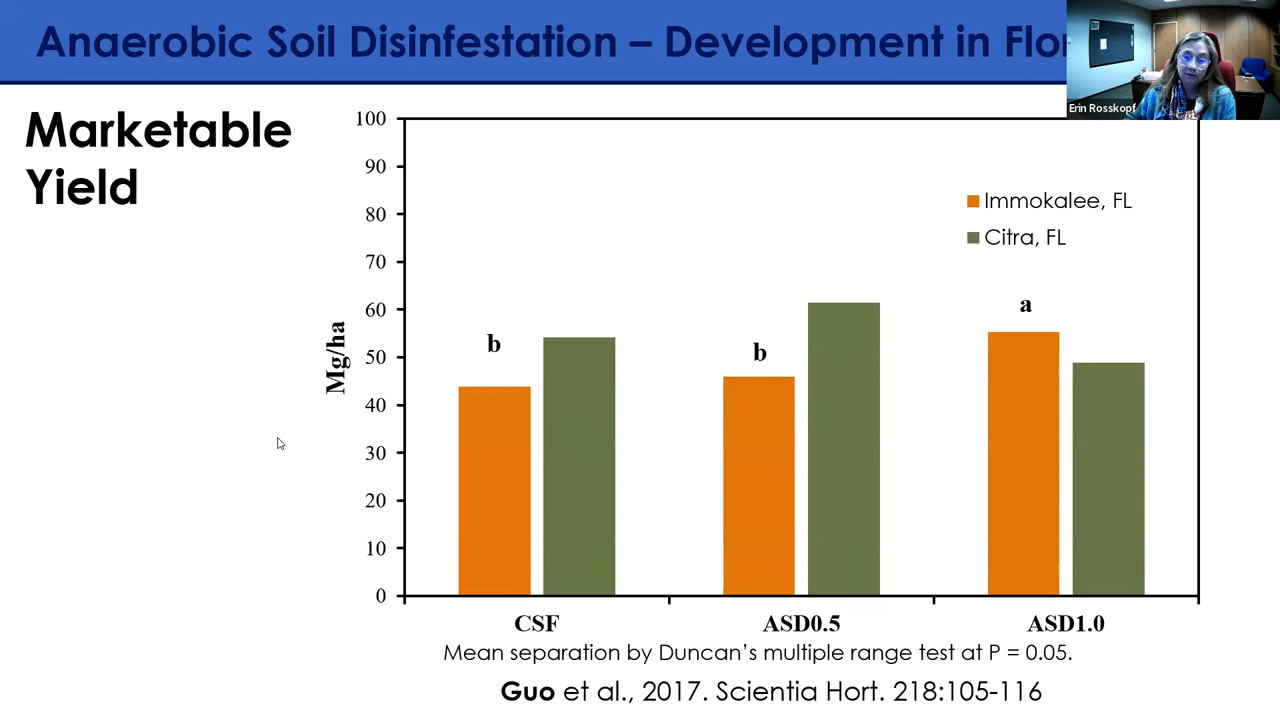 Anaerobic Soil Disinfestation – Development in Flor
Erin Rosskopf
Marketable
Yield
100
90
80
70
60
50
40
30
20
10
0
Mg/ha
Immokalee, FL
Citra, FL
b
b
a
CSF ASD0.5 ASD1.0
Mean separation by Duncan’s multiple range test at P = 0.05.
Guo et al., 2017. Scientia Hort. 218:105-116